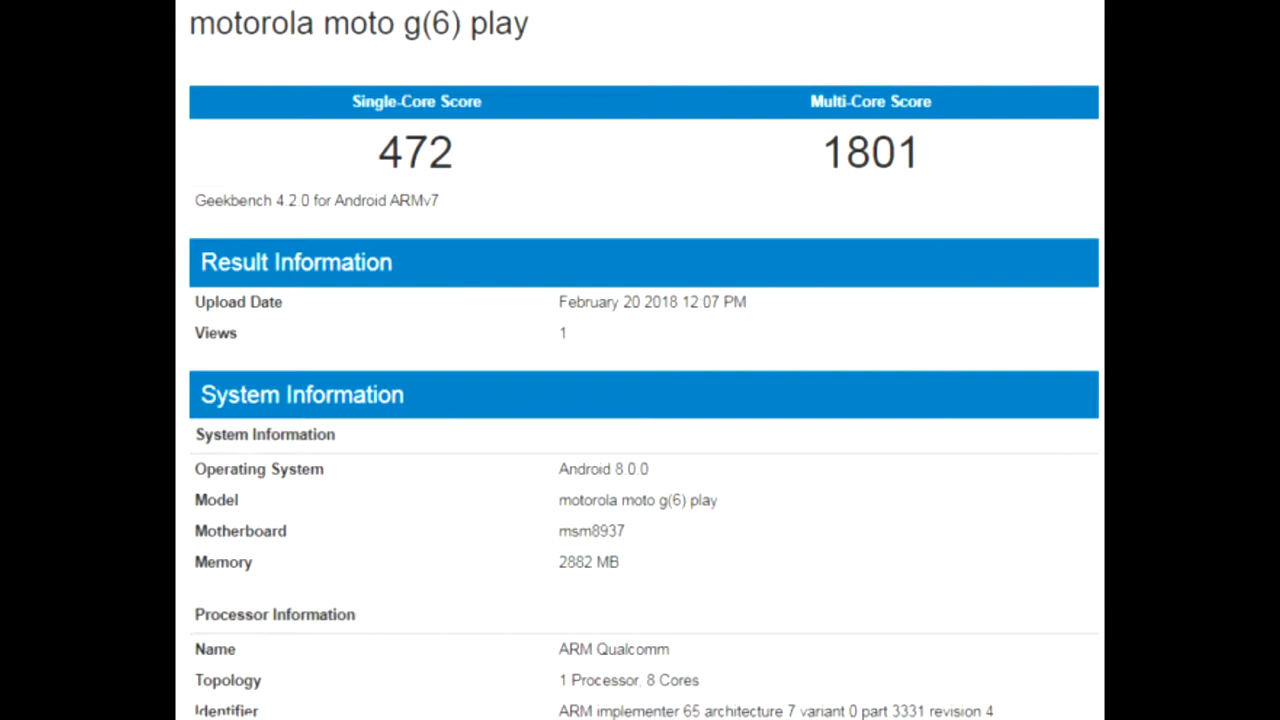 motorola moto g(6) play
Single-Core Score Multi-Core Score
472 1801
Geekbench 4.2.0 for Android ARMv7
Result Information
Upload Date February 20 2018 12:07 PM
Views 1
System Information
System Information
Operating System Android 8.0.0
Model motorola moto g(6) play
Motherboard msm8937
Memory 2882 MB
Processor Information
Name ARM Qualcomm
Topology 1 Processor, 8 Cores
Identifier ARM implementer 65 architecture 7 variant 0 part 3331 revision 4